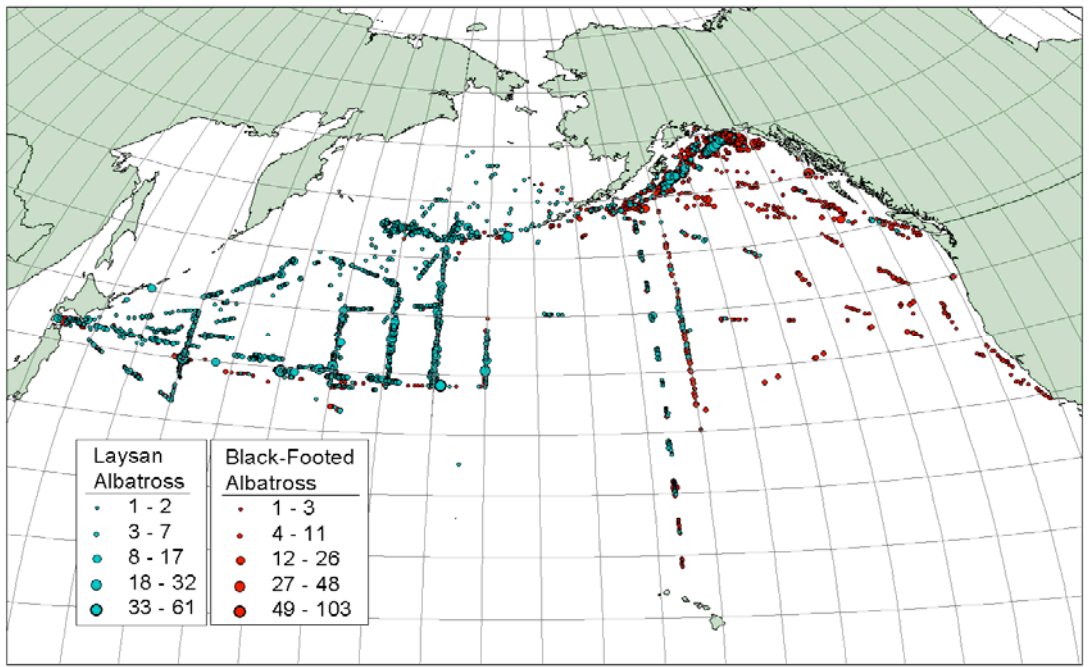 Laysan
Albatross
1 - 2
3 - 7
8 - 17
18 - 32
33 - 61
Black-Footed
Albatross
1 - 3
4 - 11
12 - 26
27 - 48
49 - 103